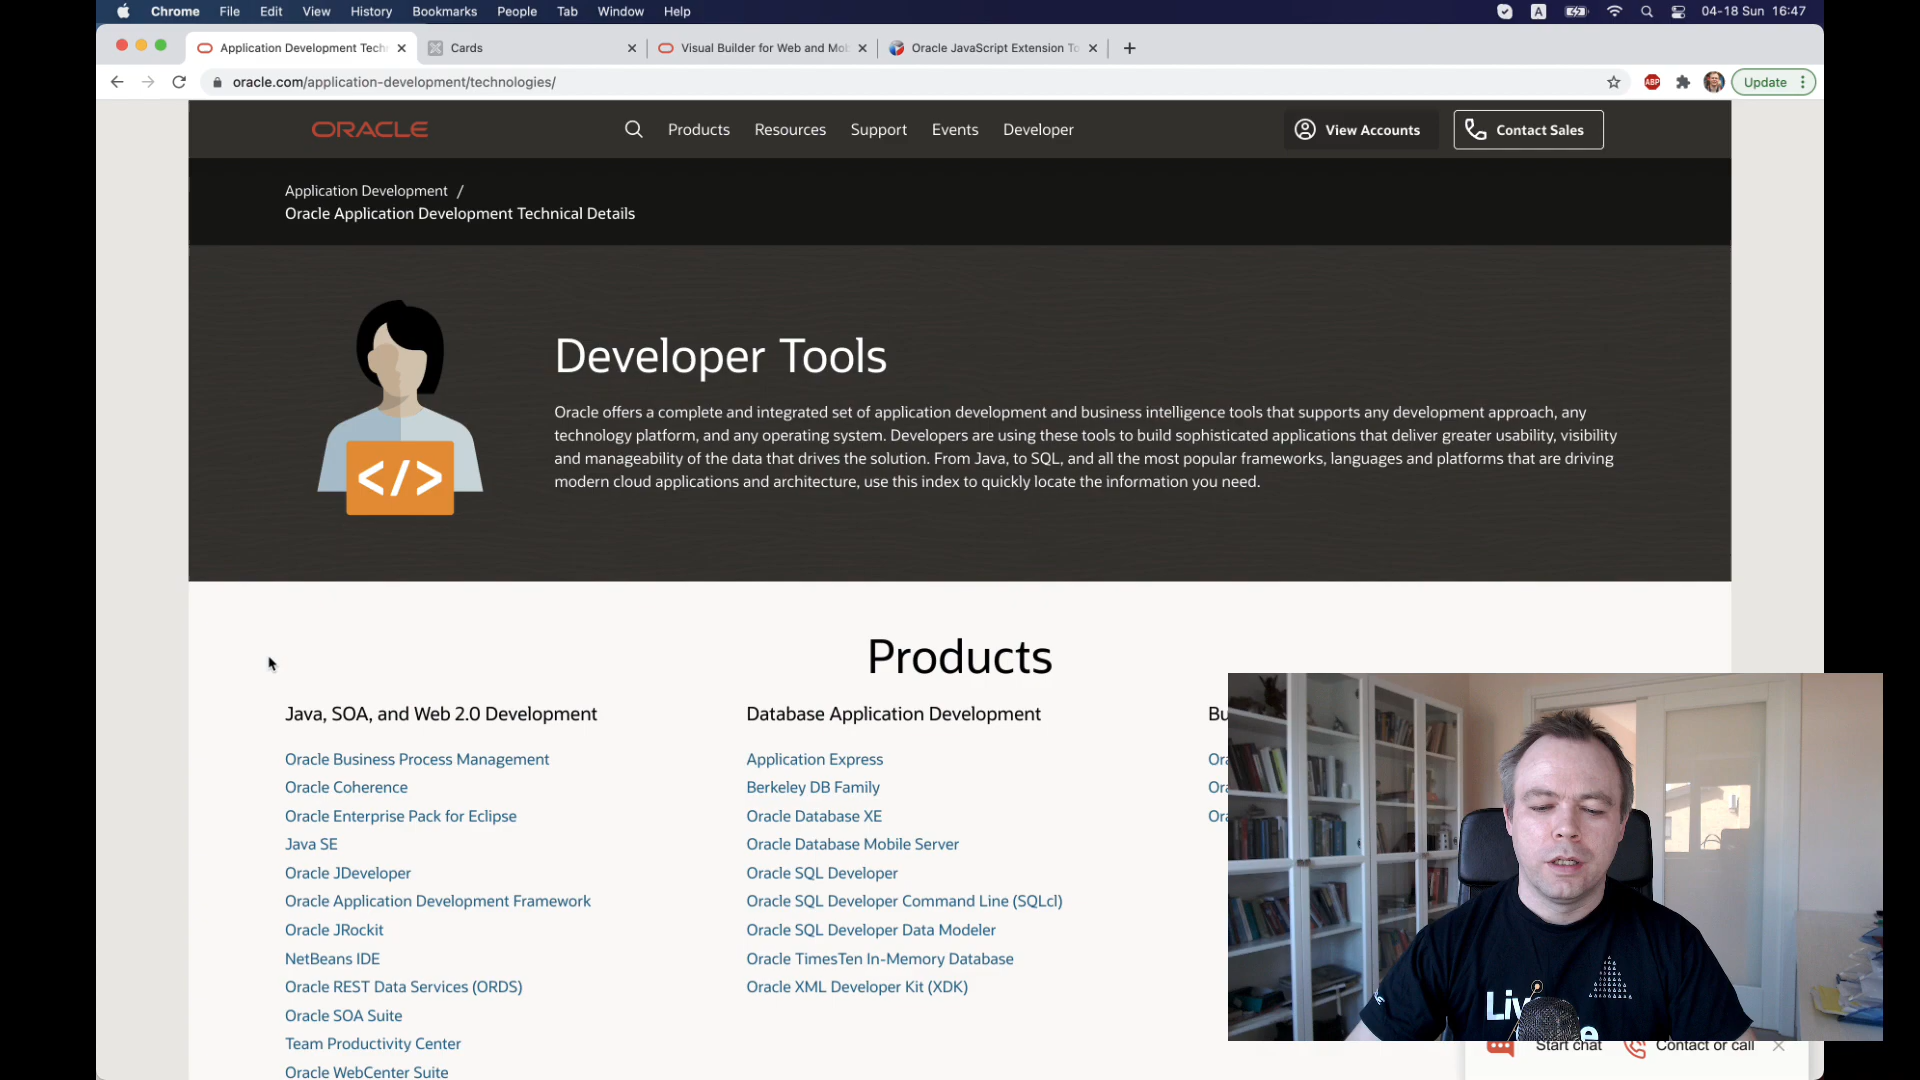 Chrome File Edit View History Bookmarks People Tab Window Help
A
04-18 Sun 16:47
Application Development Tech
Cards
Visual Builder for Web and Mob
Oracle JavaScript Extension To
oracle.com/application-development/technologies/
ABP
Update
ORACLE
Products Resources Support Events Developer
View Accounts
Contact Sales
Application Development /
Oracle Application Development Technical Details
</>
Developer Tools
Oracle offers a complete and integrated set of application development and business intelligence tools that supports any development approach, any
technology platform, and any operating system. Developers are using these tools to build sophisticated applications that deliver greater usability, visibility
and manageability of the data that drives the solution. From Java, to SQL, and all the most popular frameworks, languages and platforms that are driving
modern cloud applications and architecture, use this index to quickly locate the information you need.
Products
Java, SOA, and Web 2.0 Development
Oracle Business Process Management
Oracle Coherence
Oracle Enterprise Pack for Eclipse
Java SE
Oracle JDeveloper
Oracle Application Development Framework
Oracle JRockit
NetBeans IDE
Oracle REST Data Services (ORDS)
Oracle SOA Suite
Team Productivity Center
Oracle WebCenter Suite
Database Application Development
Application Express
Berkeley DB Family
Oracle Database XE
Oracle Database Mobile Server
Oracle SQL Developer
Oracle SQL Developer Command Line (SQLcl)
Oracle SQL Developer Data Modeler
Oracle TimesTen In-Memory Database
Oracle XML Developer Kit (XDK)
Bu
Ora
Ora
Ora
Start chat
Contact or call